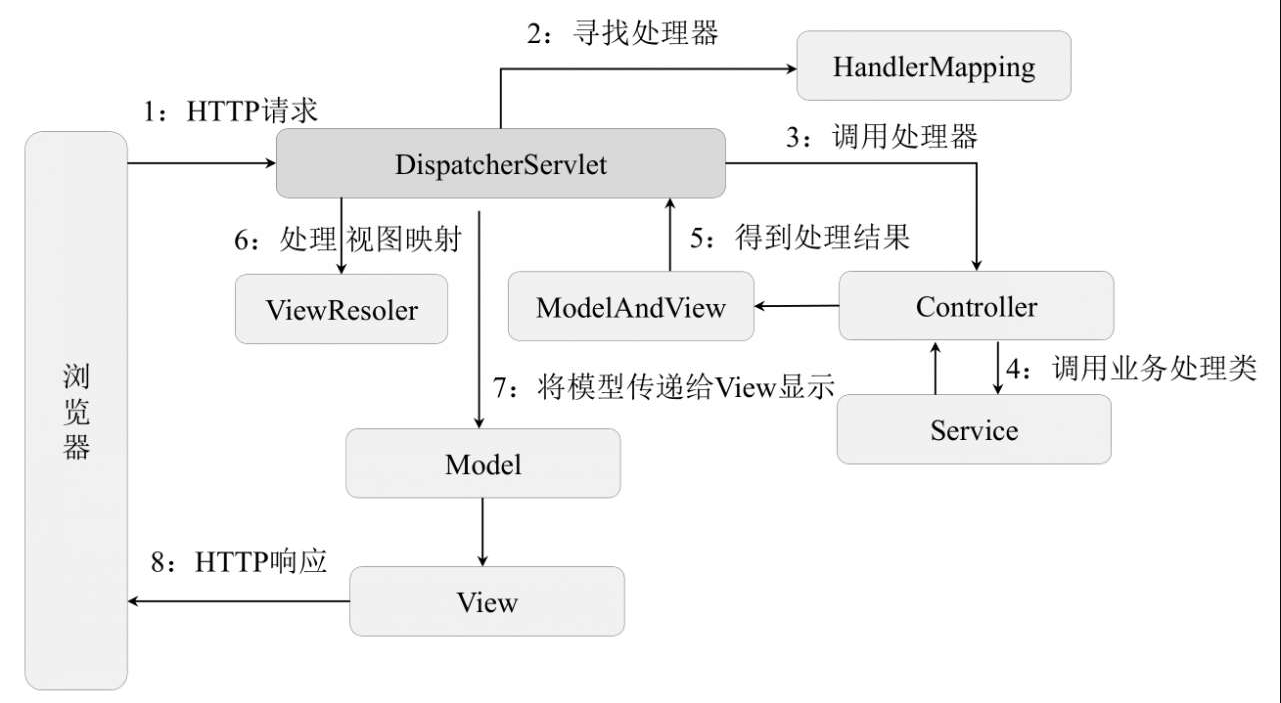 2：寻找处理器
HandlerMapping
1：HTTP请求
DispatcherServlet
3：调用处理器
6：处理 视图映射
5：得到处理结果
ViewResoler
ModelAndView
Controller
浏览器
7：将模型传递给View显示
4：调用业务处理类
Service
Model
8：HTTP响应
View